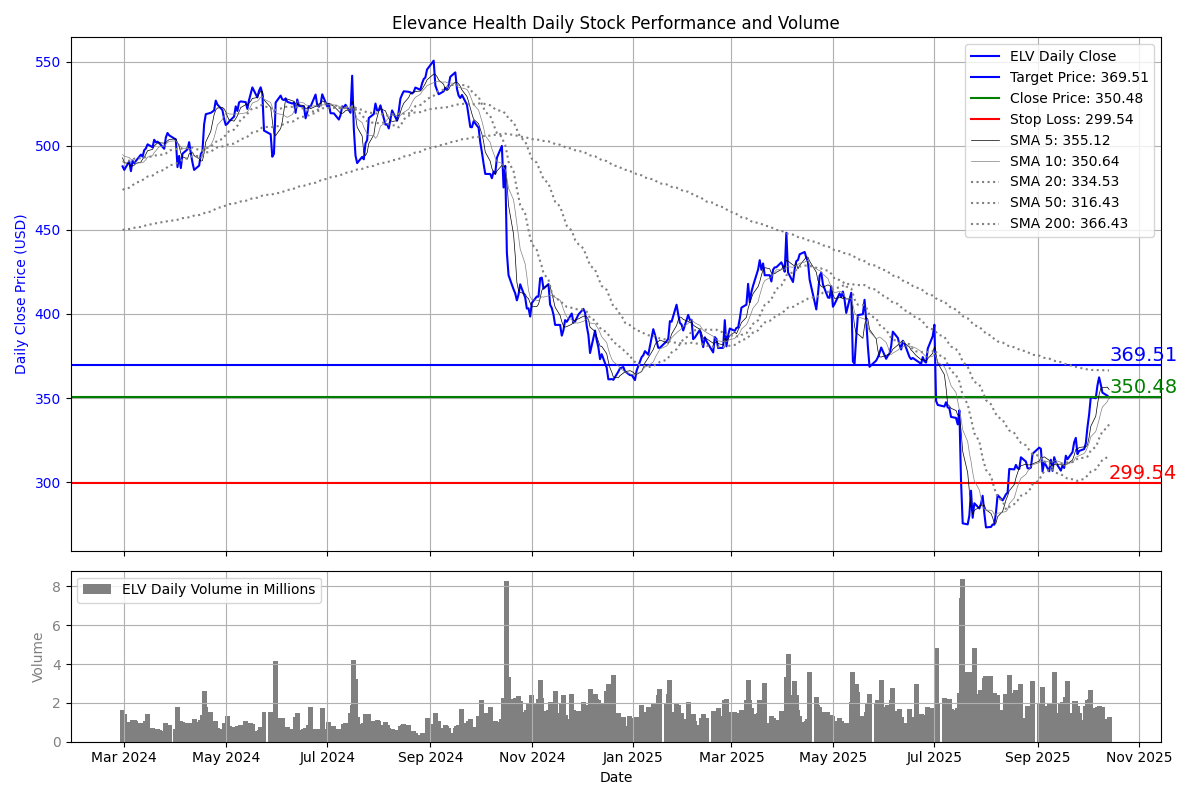 Elevance Health Daily Stock Performance and Volume
Daily Close Price (USD)
550
500
450
400
350
300
ELV Daily Close
Target Price: 369.51
Close Price: 350.48
Stop Loss: 299.54
SMA 5: 355.12
SMA 10: 350.64
SMA 20: 334.53
SMA 50: 316.43
SMA 200: 366.43
369.51
350.48
299.54
Volume
8
6
4
2
0
ELV Daily Volume in Millions
Mar 2024 May 2024 Jul 2024 Sep 2024 Nov 2024 Jan 2025 Mar 2025 May 2025 Jul 2025 Sep 2025 Nov 2025
Date